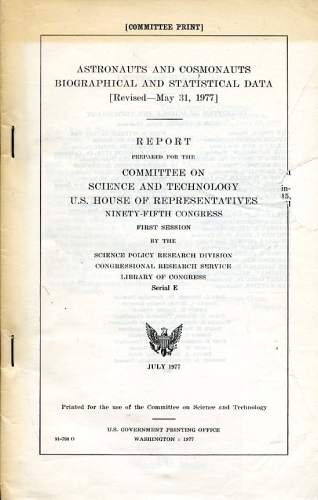 [COMMITTEE PRINT]
ASTRONAUTS AND COSMONAUTS
BIOGRAPHICAL AND STATISTICAL DATA
[Revised—May 31, 1977]
REPORT
PREPARED FOR THE
COMMITTEE ON
SCIENCE AND TECHNOLOGY
U.S. HOUSE OF REPRESENTATIVES
NINETY-FIFTH CONGRESS
FIRST SESSION
BY THE
SCIENCE POLICY RESEARCH DIVISION
CONGRESSIONAL RESEARCH SERVICE
LIBRARY OF CONGRESS
Serial E
in-
JULY 1977
Printed for the use of the Committee on Science and Technology
U.S. GOVERNMENT PRINTING OFFICE
WASHINGTON : 1977